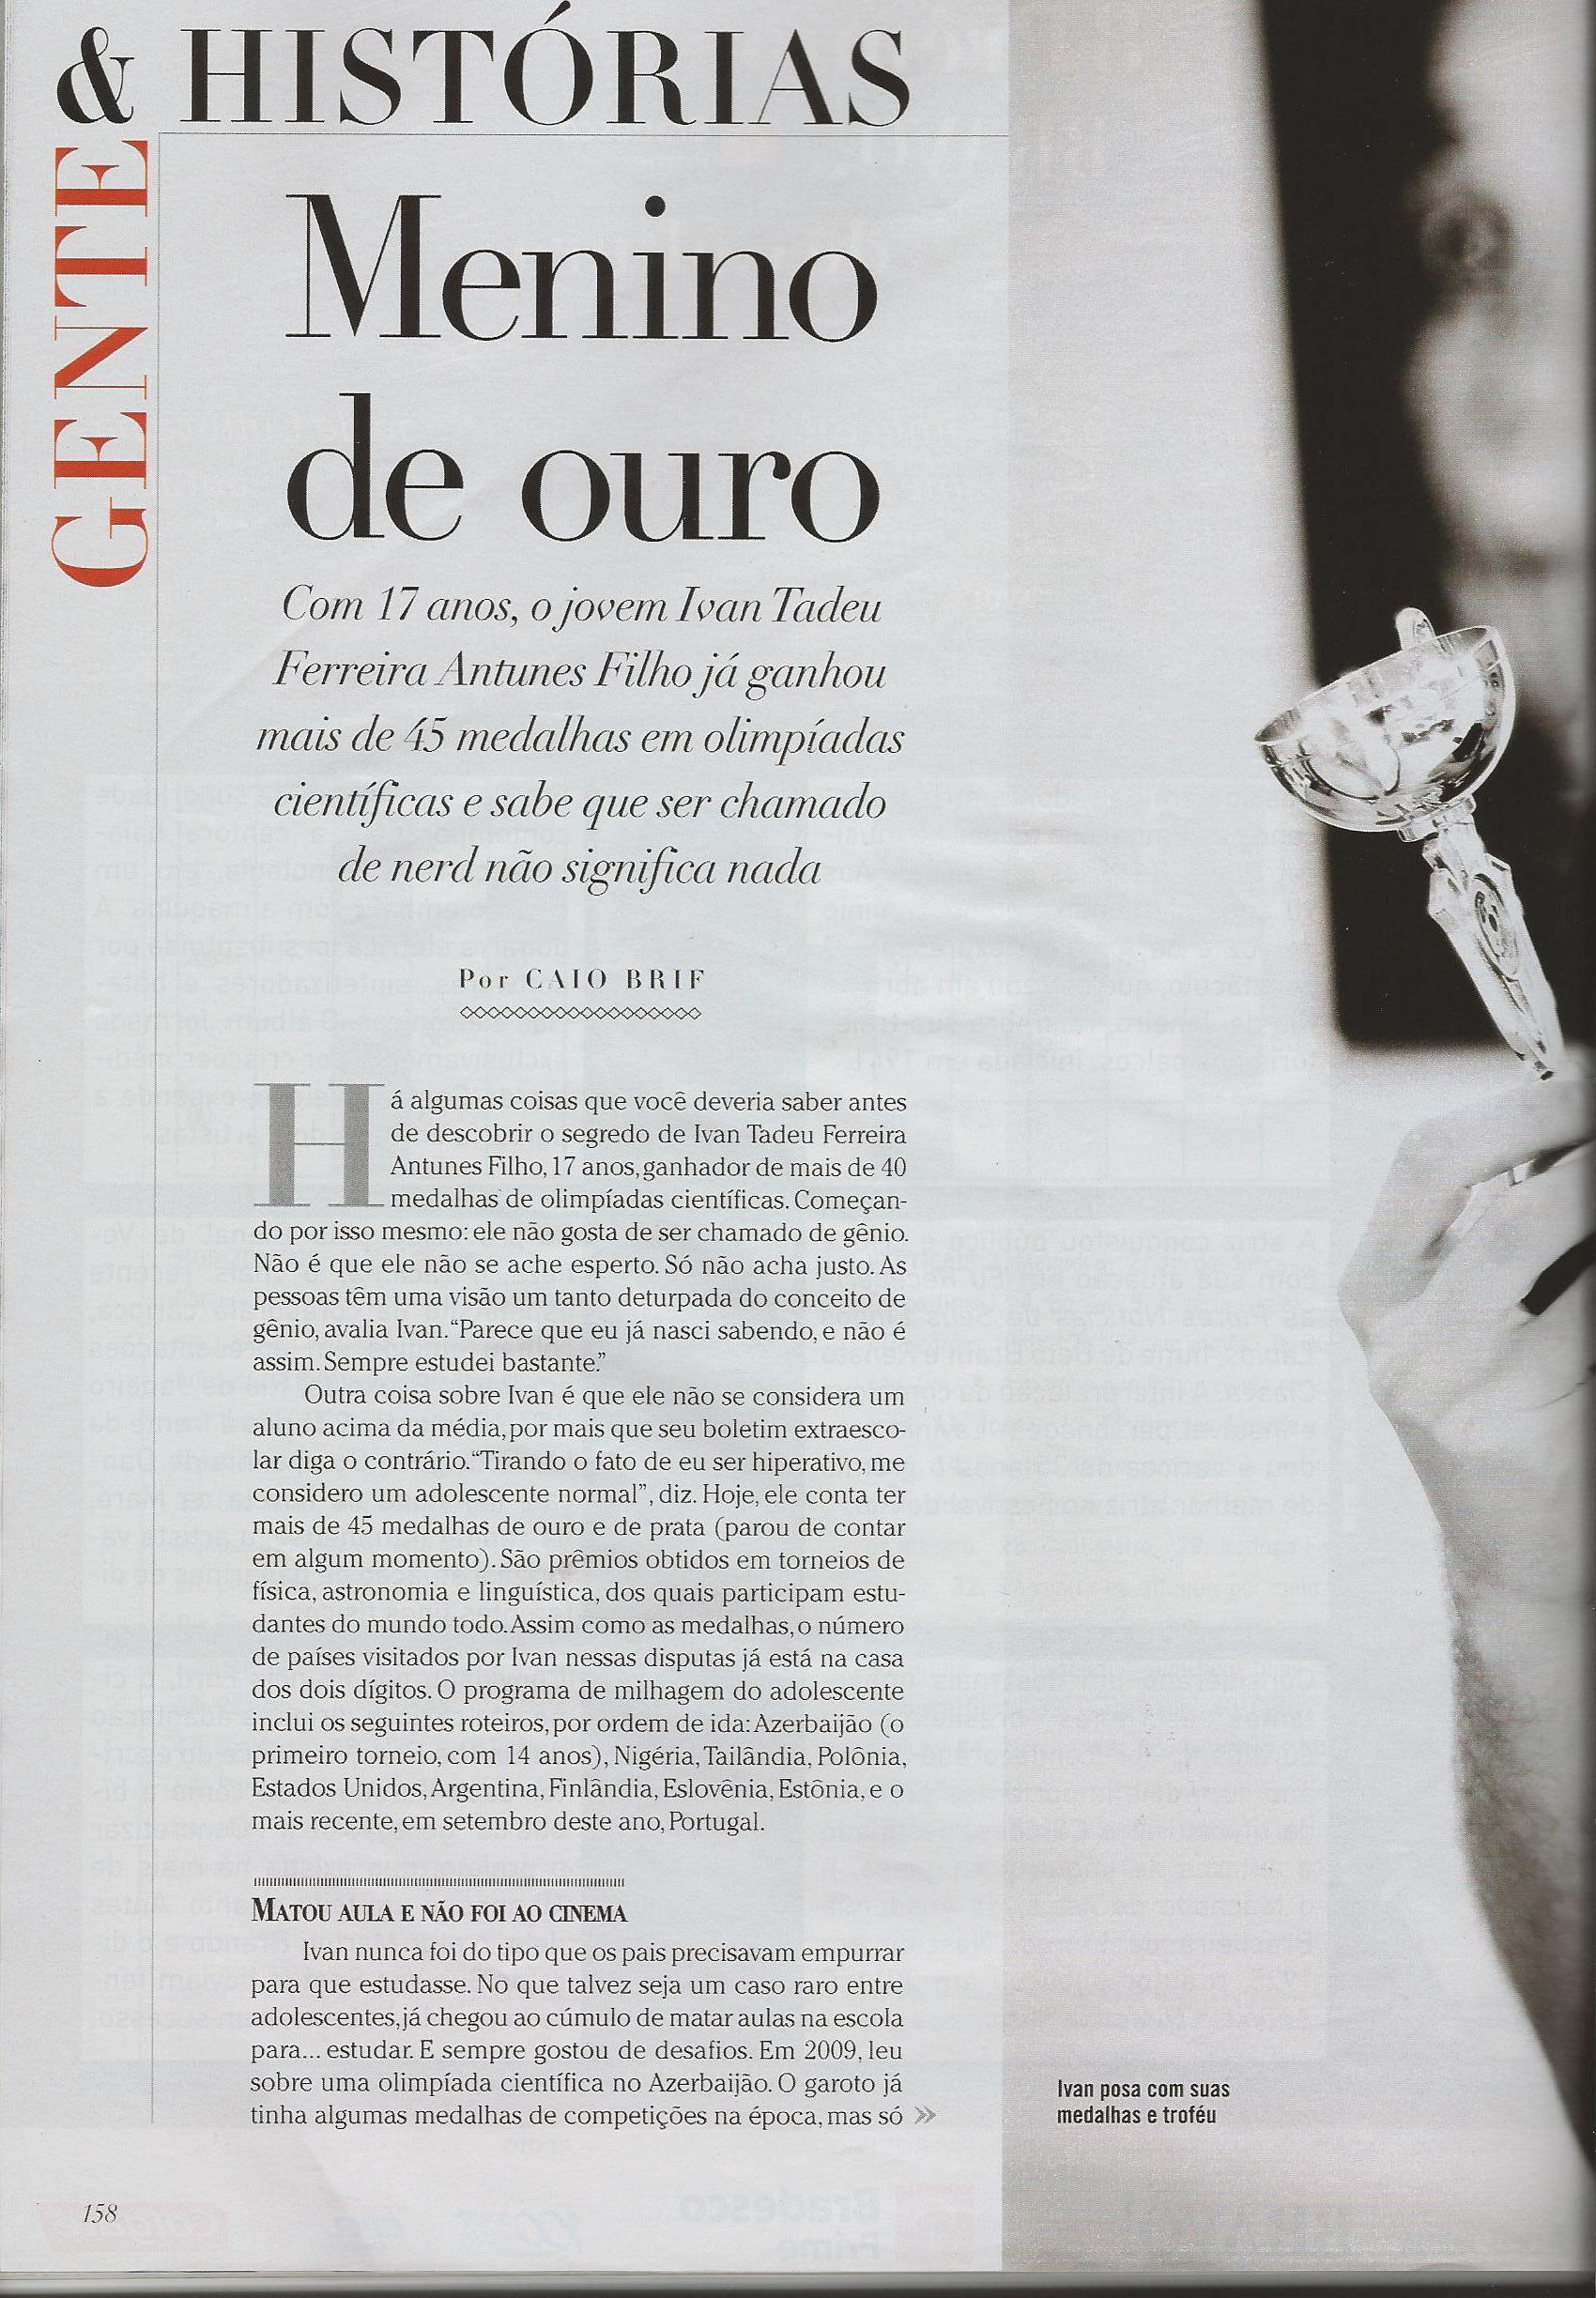 & HISTÓRIAS
GENTE
Menino
de ouro
Com 17 anos, o jovem Ivan Tadeu
Ferreira Antunes Filho já ganhou
mais de 45 medalhas em olimpíadas
científicas e sabe que ser chamado
de nerd não significa nada
Por CAIO BRIF
Há algumas coisas que você deveria saber antes
de descobrir o segredo de Ivan Tadeu Ferreira
Antunes Filho, 17 anos, ganhador de mais de 40
medalhas de olimpíadas científicas. Começan-
do por isso mesmo: ele não gosta de ser chamado de gênio.
Não é que ele não se ache esperto. Só não acha justo. As
pessoas têm uma visão um tanto deturpada do conceito de
gênio, avalia Ivan. “Parece que eu já nasci sabendo, e não é
assim. Sempre estudei bastante.”
Outra coisa sobre Ivan é que ele não se considera um
aluno acima da média, por mais que seu boletim extraesco-
lar diga o contrário. “Tirando o fato de eu ser hiperativo, me
considero um adolescente normal”, diz. Hoje, ele conta ter
mais de 45 medalhas de ouro e de prata (parou de contar
em algum momento). São prêmios obtidos em torneios de
física, astronomia e linguística, dos quais participam estu-
dantes do mundo todo. Assim como as medalhas, o número
de países visitados por Ivan nessas disputas já está na casa
dos dois dígitos. O programa de milhagem do adolescente
inclui os seguintes roteiros, por ordem de ida: Azerbaijão (o
primeiro torneio, com 14 anos), Nigéria, Tailândia, Polônia,
Estados Unidos, Argentina, Finlândia, Eslovênia, Estônia, e o
mais recente, em setembro deste ano, Portugal.
MATOU AULA E NÃO FOI AO CINEMA
Ivan nunca foi do tipo que os pais precisavam empurrar
para que estudasse. No que talvez seja um caso raro entre
adolescentes, já chegou ao cúmulo de matar aulas na escola
para... estudar. E sempre gostou de desafios. Em 2009, leu
sobre uma olimpíada científica no Azerbaijão. O garoto já
tinha algumas medalhas de competições na época, mas só »
Ivan posa com suas
medalhas e troféu
158